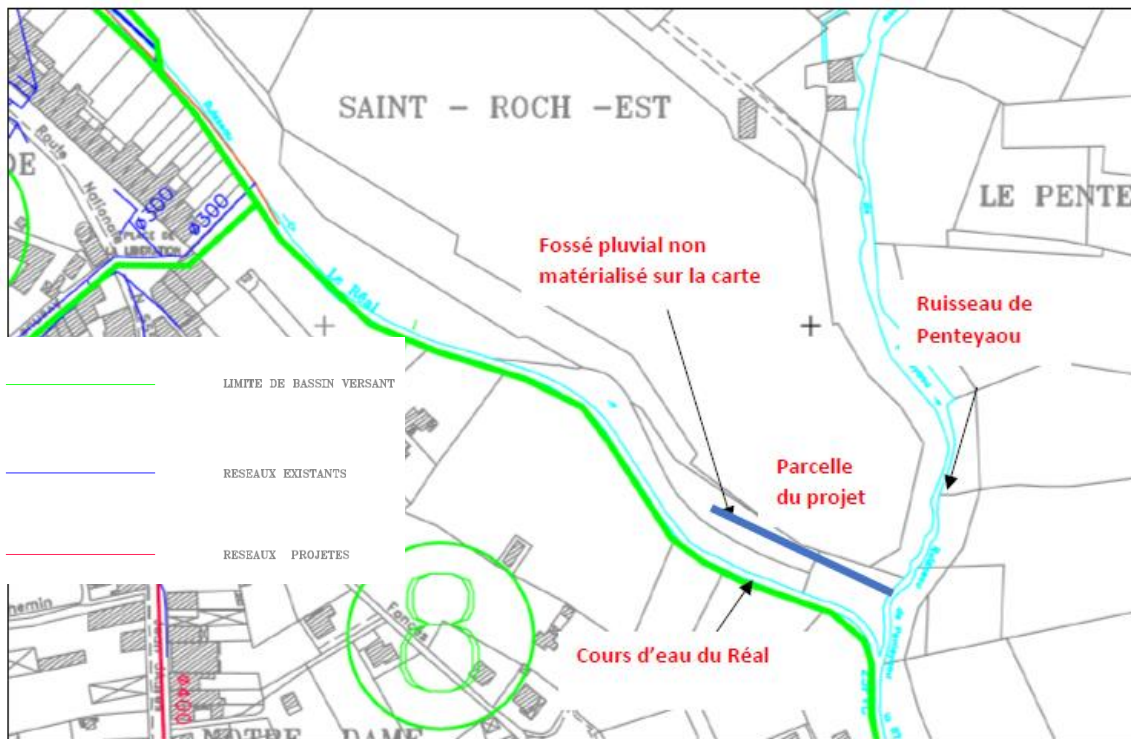 SAINT - ROCH - EST
DE
LE PENTE
Route
Nationale
Ø300
Ø300
PLACE DE
LA LIBERATION
Le Réal
Fossé pluvial non
matérialisé sur la carte
Ruisseau de
Penteyaou
LIMITE DE BASSIN VERSANT
RESEAUX EXISTANTS
RESEAUX PROJETES
Parcelle
du projet
Cours d'eau du Réal
8
Ø400
NOTRE DAME